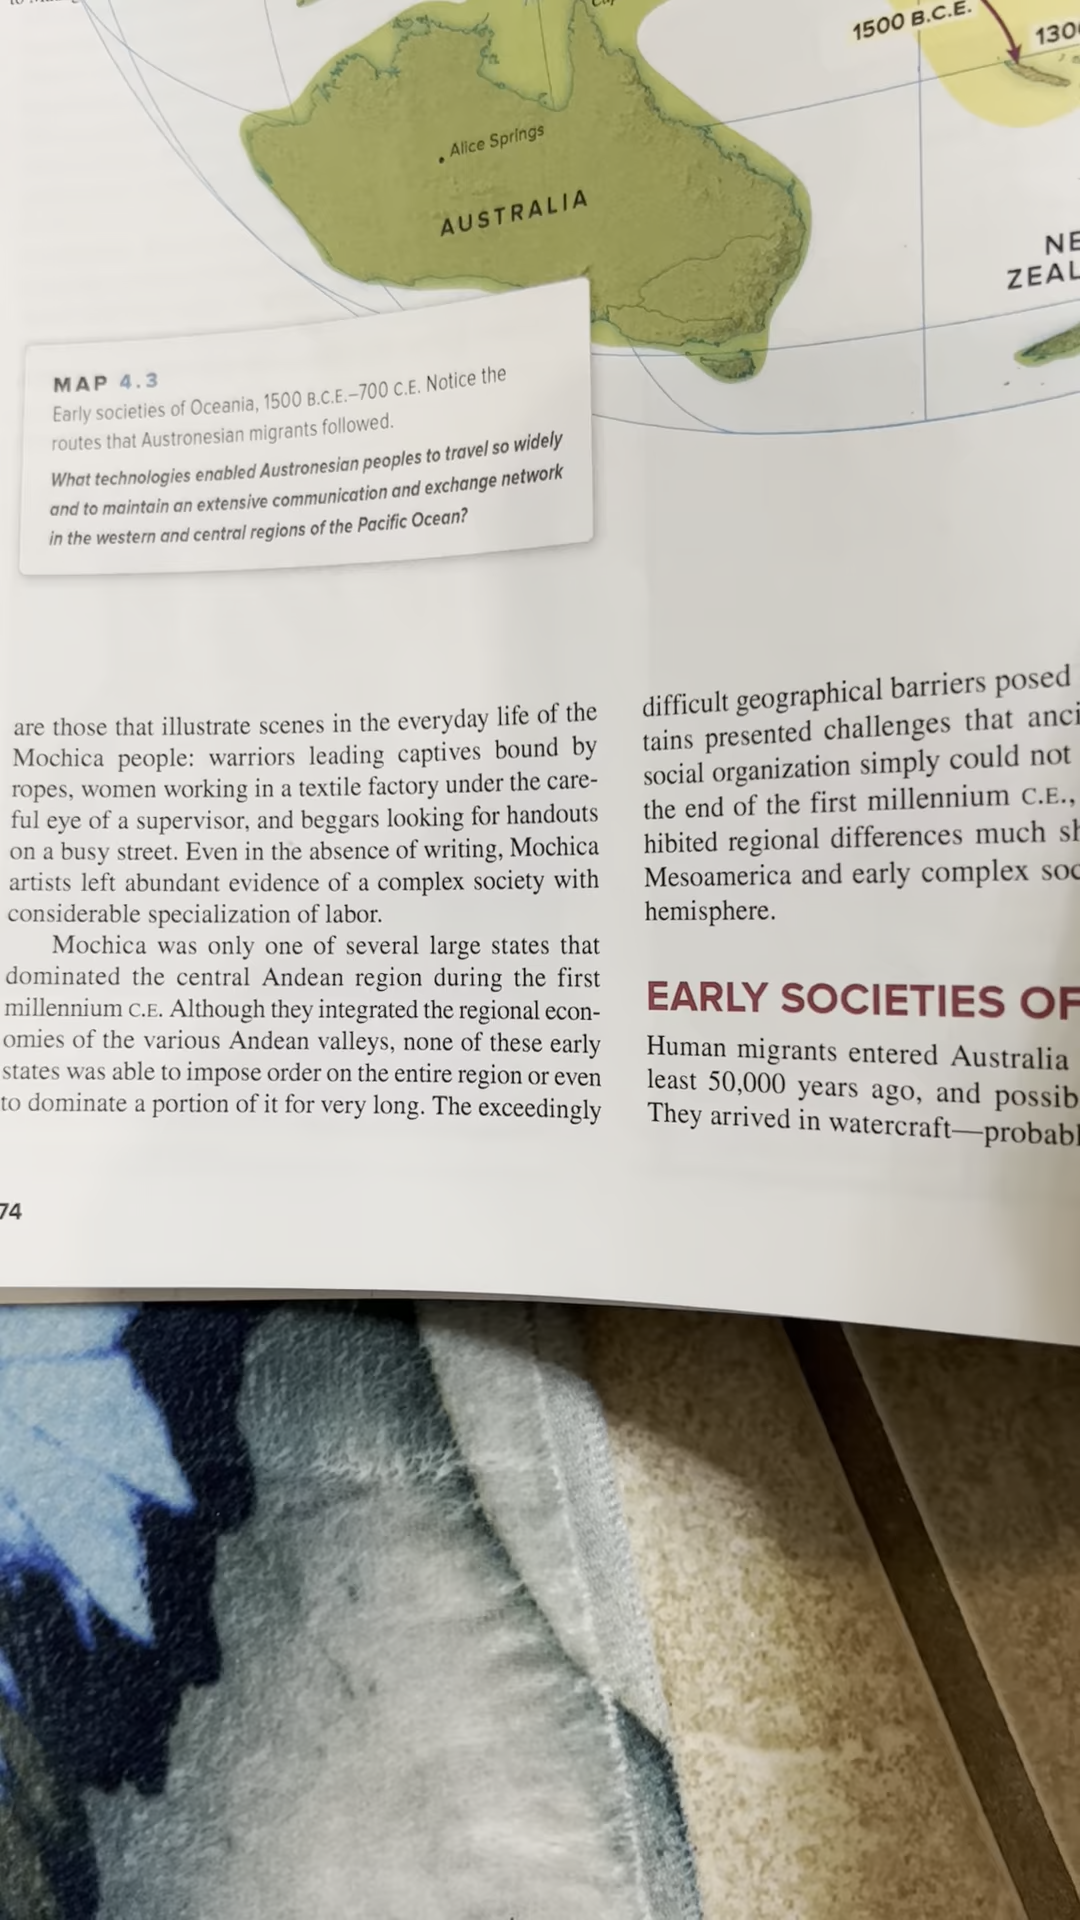 1500 B.C.E.
Alice Springs
AUSTRALIA
MAP 4.3
Early societies of Oceania, 1500 B.C.E.–700 C.E. Notice the
routes that Austronesian migrants followed.
What technologies enabled Austronesian peoples to travel so widely
and to maintain an extensive communication and exchange network
in the western and central regions of the Pacific Ocean?
are those that illustrate scenes in the everyday life of the
Mochica people: warriors leading captives bound by
ropes, women working in a textile factory under the care-
ful eye of a supervisor, and beggars looking for handouts
on a busy street. Even in the absence of writing, Mochica
artists left abundant evidence of a complex society with
considerable specialization of labor.
Mochica was only one of several large states that
dominated the central Andean region during the first
millennium C.E. Although they integrated the regional econ-
omies of the various Andean valleys, none of these early
states was able to impose order on the entire region or even
to dominate a portion of it for very long. The exceedingly
74
difficult geographical barriers posed
tains presented challenges that anci
social organization simply could not
the end of the first millennium C.E.,
hibited regional differences much sh
Mesoamerica and early complex soc
hemisphere.
EARLY SOCIETIES OF
Human migrants entered Australia
least 50,000 years ago, and possib
They arrived in watercraft—probabl
130
NE
ZEAL